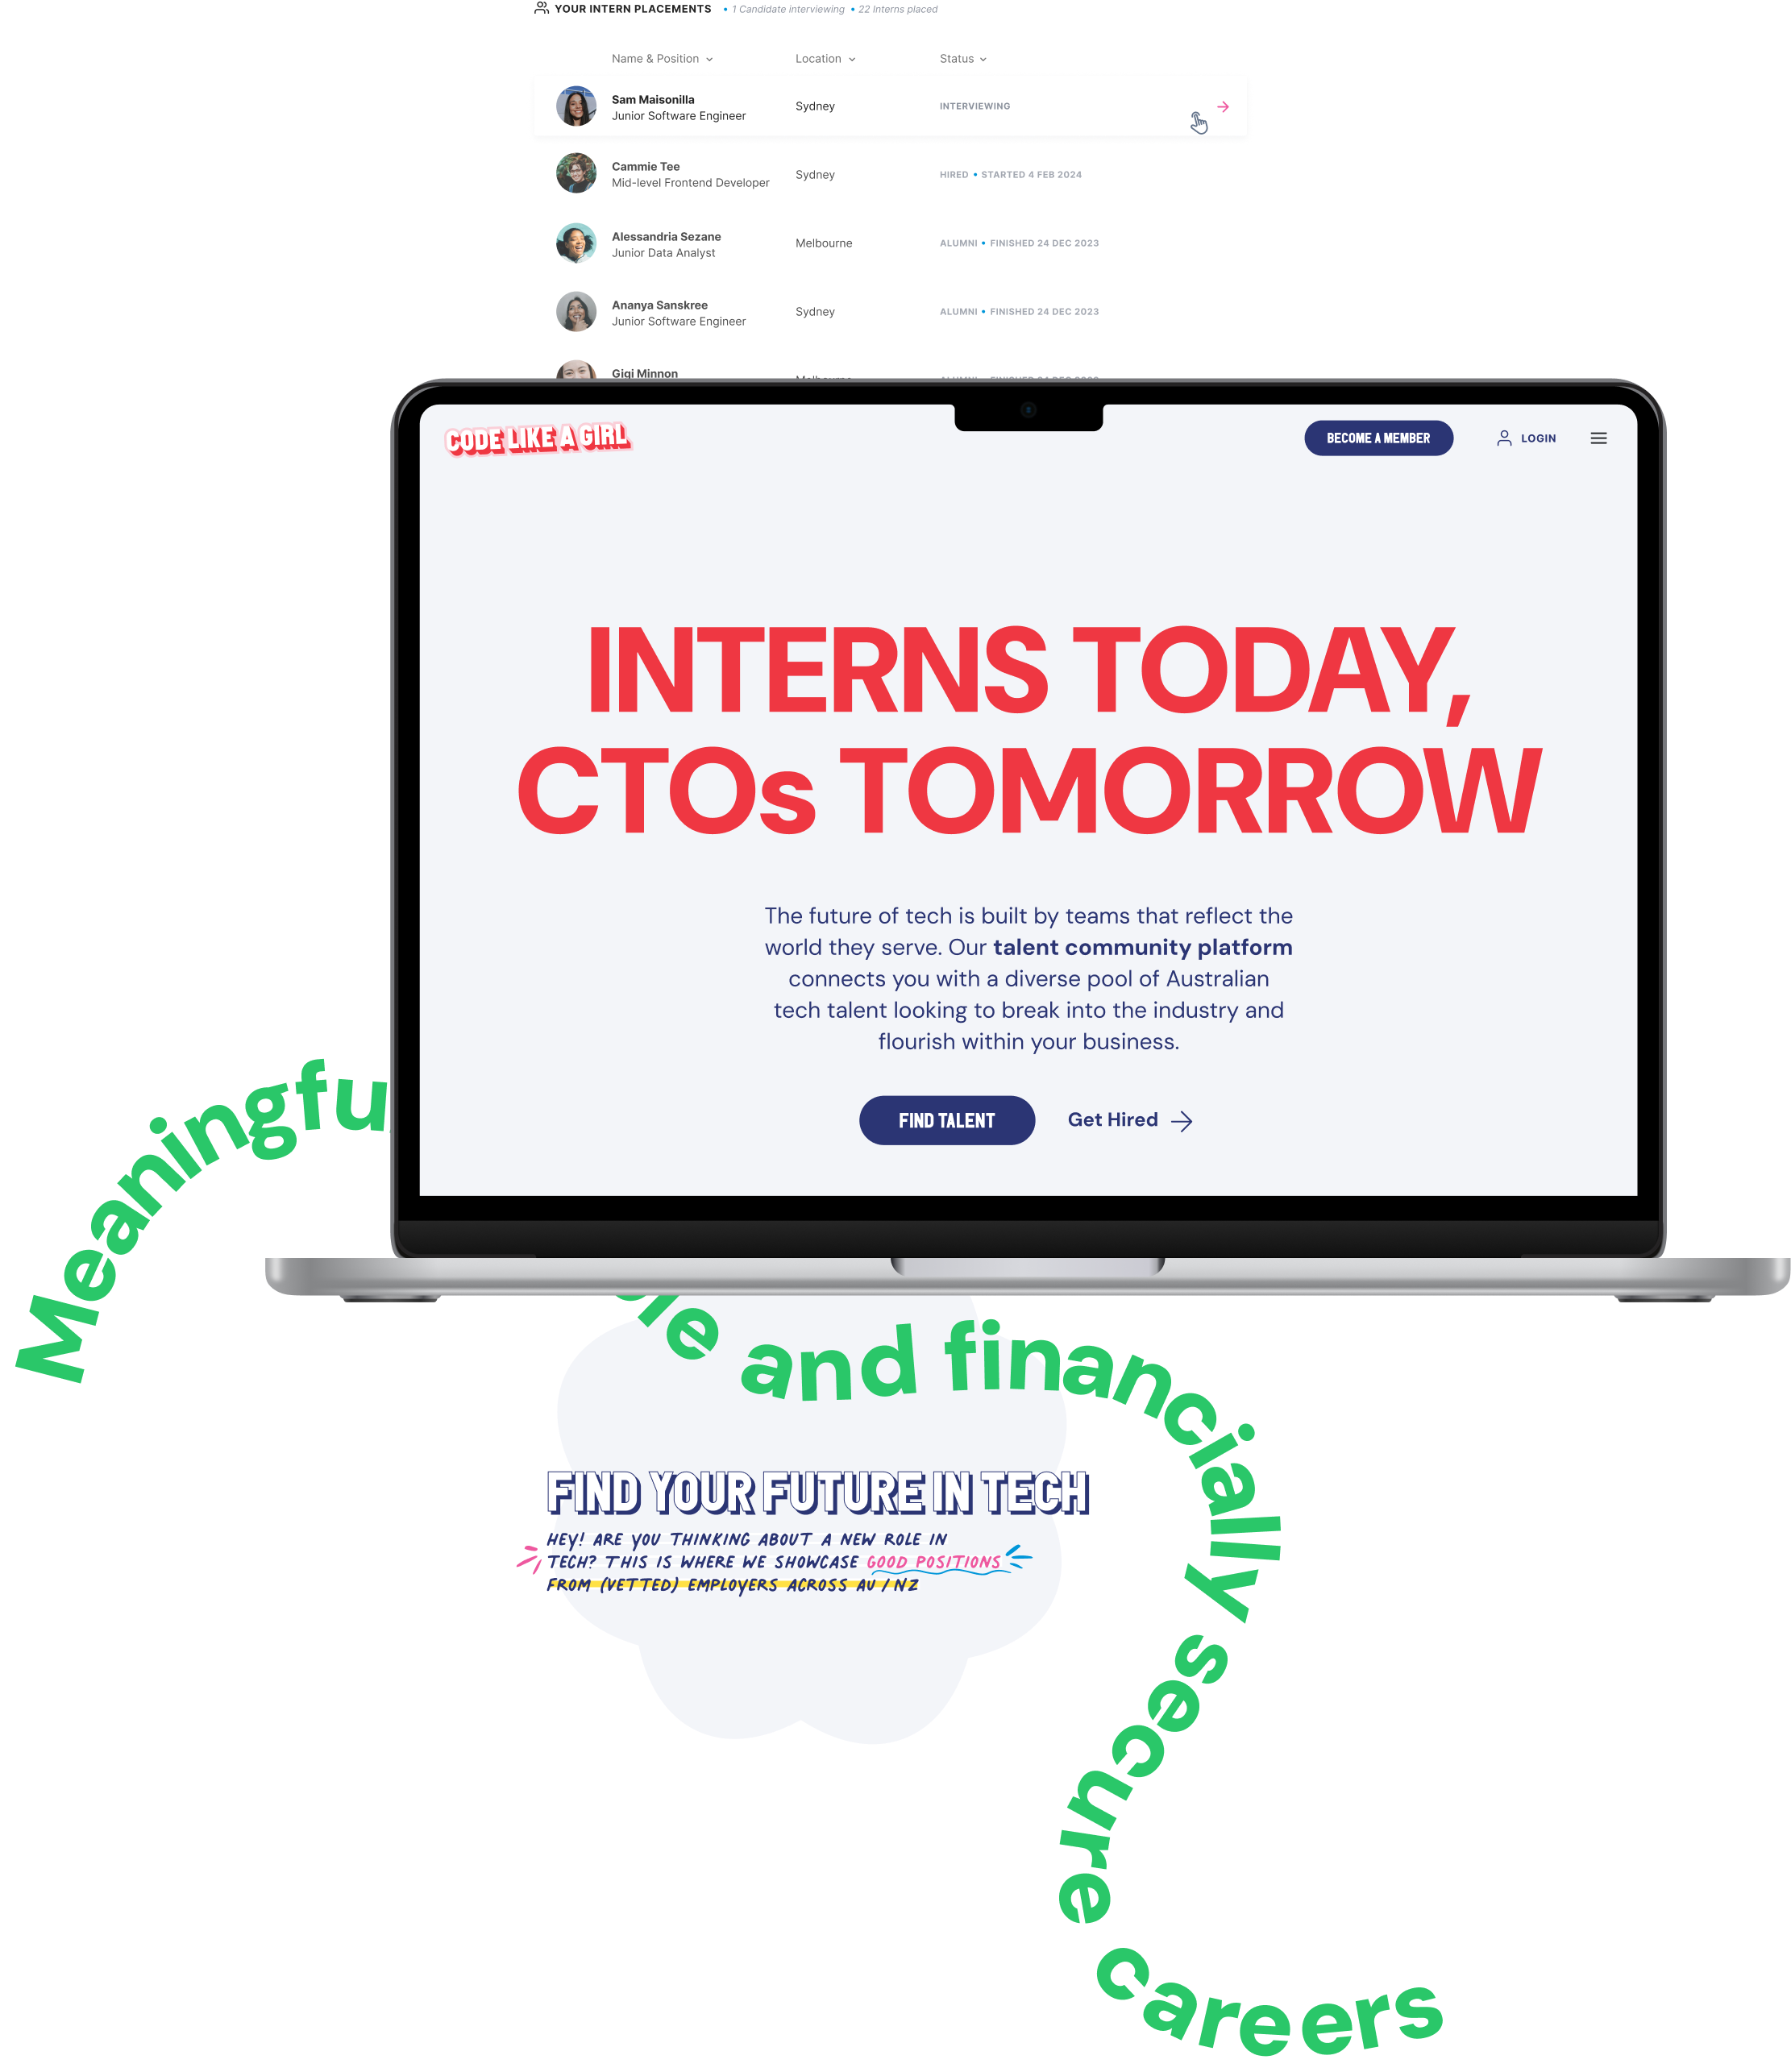 YOUR INTERN PLACEMENTS • 1 Candidate interviewing • 22 Interns placed
Name & Position Location Status
Sam Maisonilla
Junior Software Engineer
Sydney
INTERVIEWING
Cammie Tee
Mid-level Frontend Developer
Sydney
HIRED • STARTED 4 FEB 2024
Alessandria Sezane
Junior Data Analyst
Melbourne
ALUMNI • FINISHED 24 DEC 2023
Ananya Sanskree
Junior Software Engineer
Sydney
ALUMNI • FINISHED 24 DEC 2023
Gigi Minnon
CODE LIKE A GIRL
BECOME A MEMBER
LOGIN
INTERNS TODAY,
CTOs TOMORROW
The future of tech is built by teams that reflect the
world they serve. Our talent community platform
connects you with a diverse pool of Australian
tech talent looking to break into the industry and
flourish within your business.
FIND TALENT
Get Hired
Meaningfu
le and financially secure careers
FIND YOUR FUTURE IN TECH
HEY! ARE YOU THINKING ABOUT A NEW ROLE IN
TECH? THIS IS WHERE WE SHOWCASE GOOD POSITIONS
FROM (VETTED) EMPLOYERS ACROSS AU / NZ